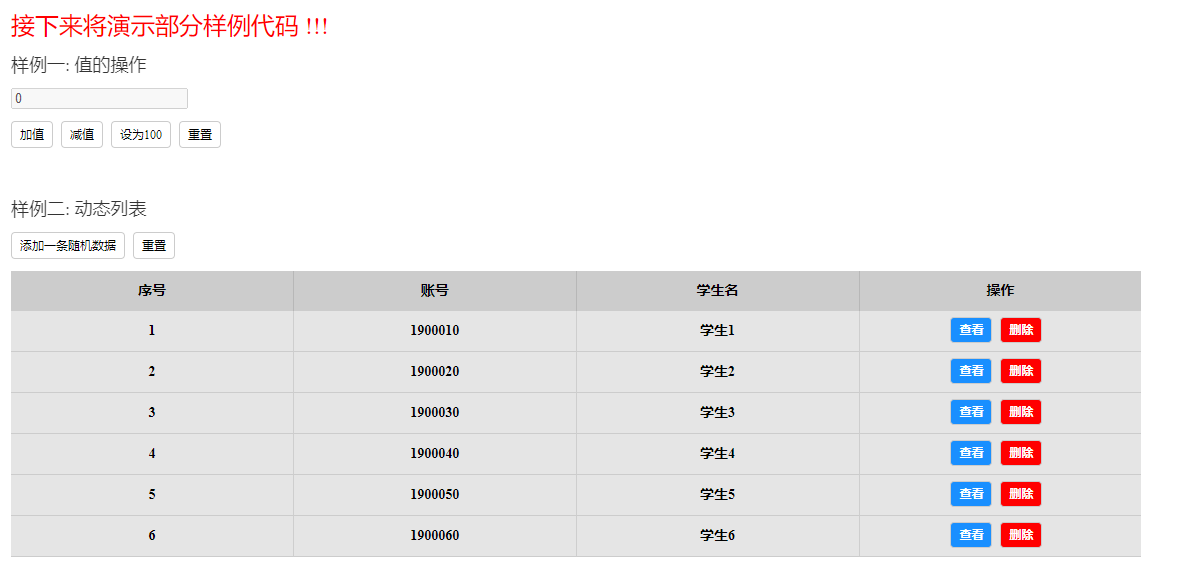 接下来将演示部分样例代码 !!!
样例一: 值的操作
0
加值 减值 设为100 重置
样例二: 动态列表
添加一条随机数据 重置
序号 账号 学生名 操作
1 1900010 学生1 查看 删除
2 1900020 学生2 查看 删除
3 1900030 学生3 查看 删除
4 1900040 学生4 查看 删除
5 1900050 学生5 查看 删除
6 1900060 学生6 查看 删除